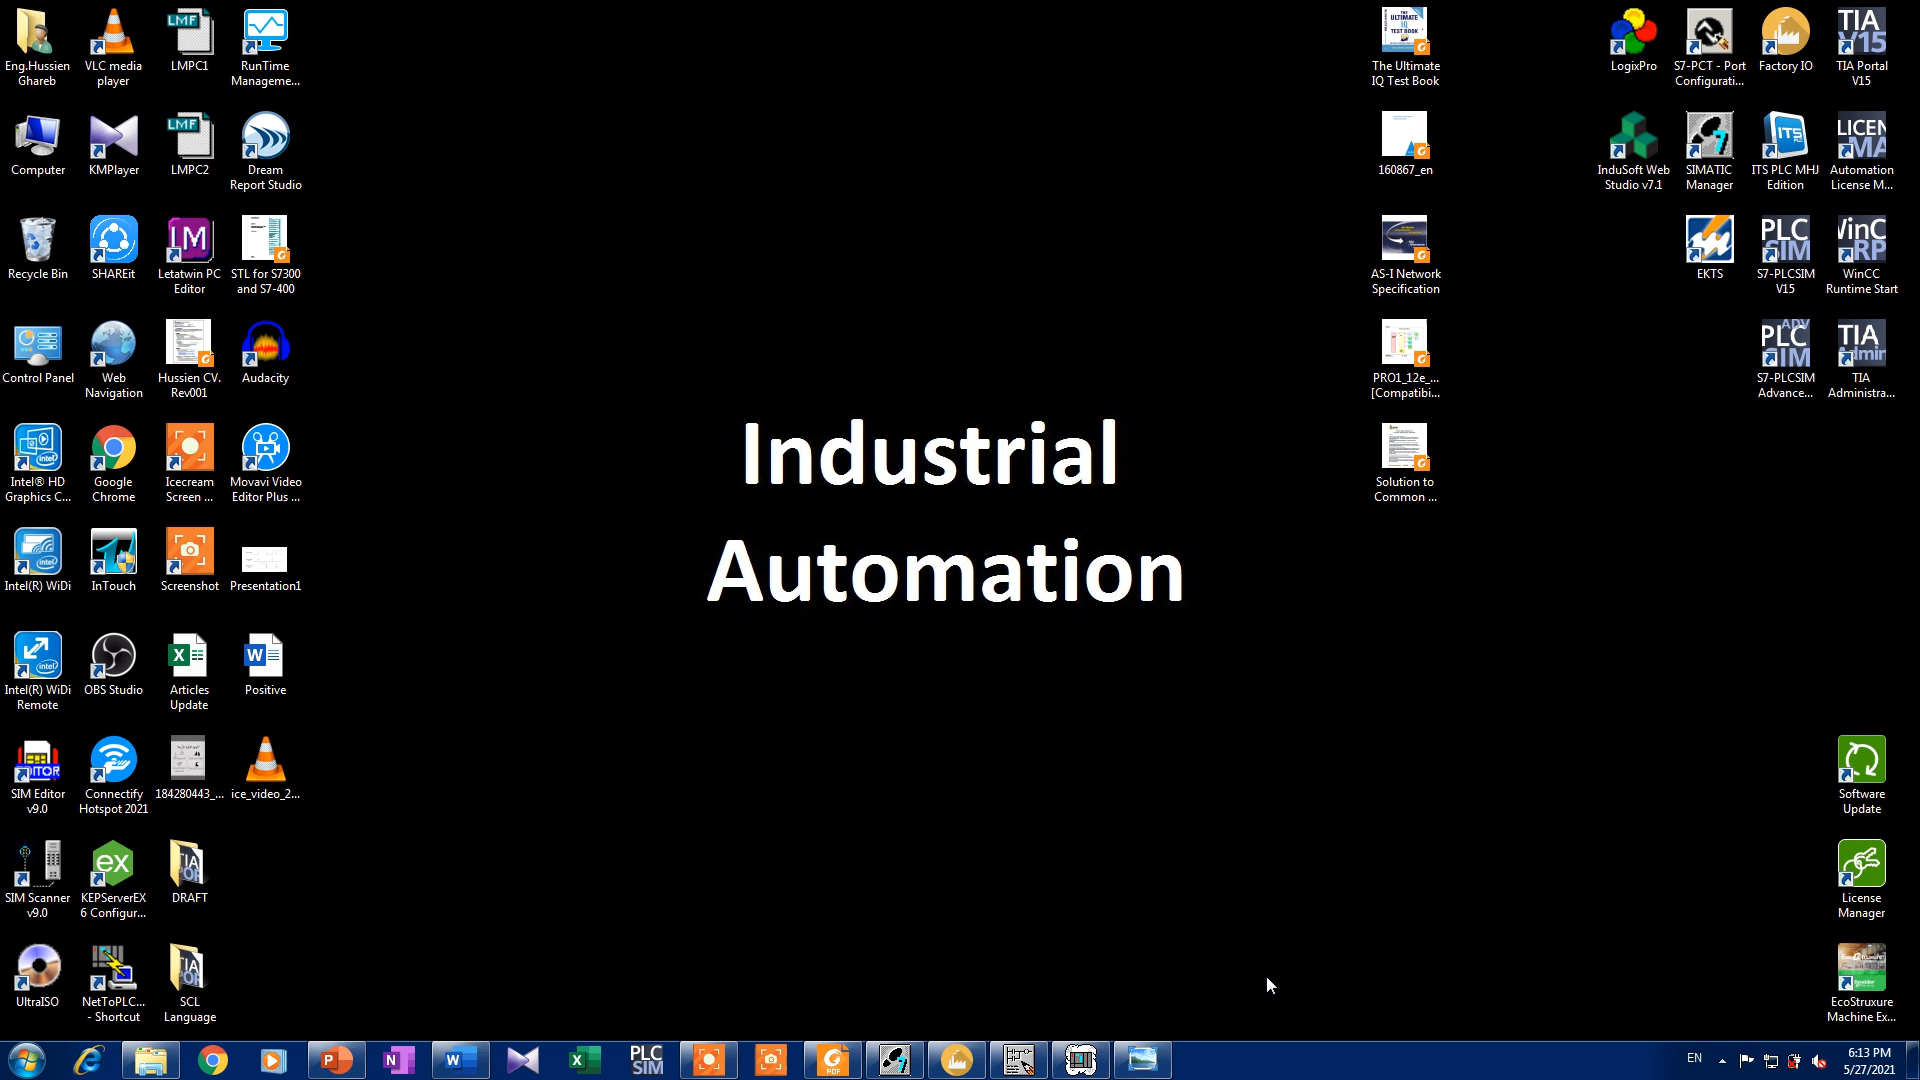 Eng.Hussien
Ghareb
VLC media
player
LMPC1
RunTime
Manageme...
Computer
KMPlayer
LMPC2
Dream
Report Studio
Recycle Bin
SHAREit
Letatwin PC
Editor
STL for S7300
and S7-400
Control Panel
Web
Navigation
Hussien CV.
Rev001
Audacity
Intel® HD
Graphics C...
Google
Chrome
Icecream
Screen ...
Movavi Video
Editor Plus ...
Intel(R) WiDi
InTouch
Screenshot
Presentation1
Intel(R) WiDi
Remote
OBS Studio
Articles
Update
Positive
SIM Editor
v9.0
Connectify
Hotspot 2021
184280443_...
ice_video_2...
SIM Scanner
v9.0
KEPServerEX
6 Configur...
DRAFT
UltraISO
NetToPLC...
- Shortcut
SCL
Language
Industrial
Automation
The Ultimate
IQ Test Book
160867_en
AS-I Network
Specification
PRO1_12e_...
[Compatibi...
Solution to
Common ...
LogixPro
S7-PCT - Port
Configurati...
Factory IO
TIA Portal
V15
InduSoft Web
Studio v7.1
SIMATIC
Manager
ITS PLC MHJ
Edition
Automation
License M...
EKTS
S7-PLCSIM
V15
WinCC
Runtime Start
S7-PLCSIM
Advance...
TIA
Administra...
Software
Update
License
Manager
EcoStruxure
Machine Ex...
PLC
SIM
EN
6:13 PM
5/27/2021